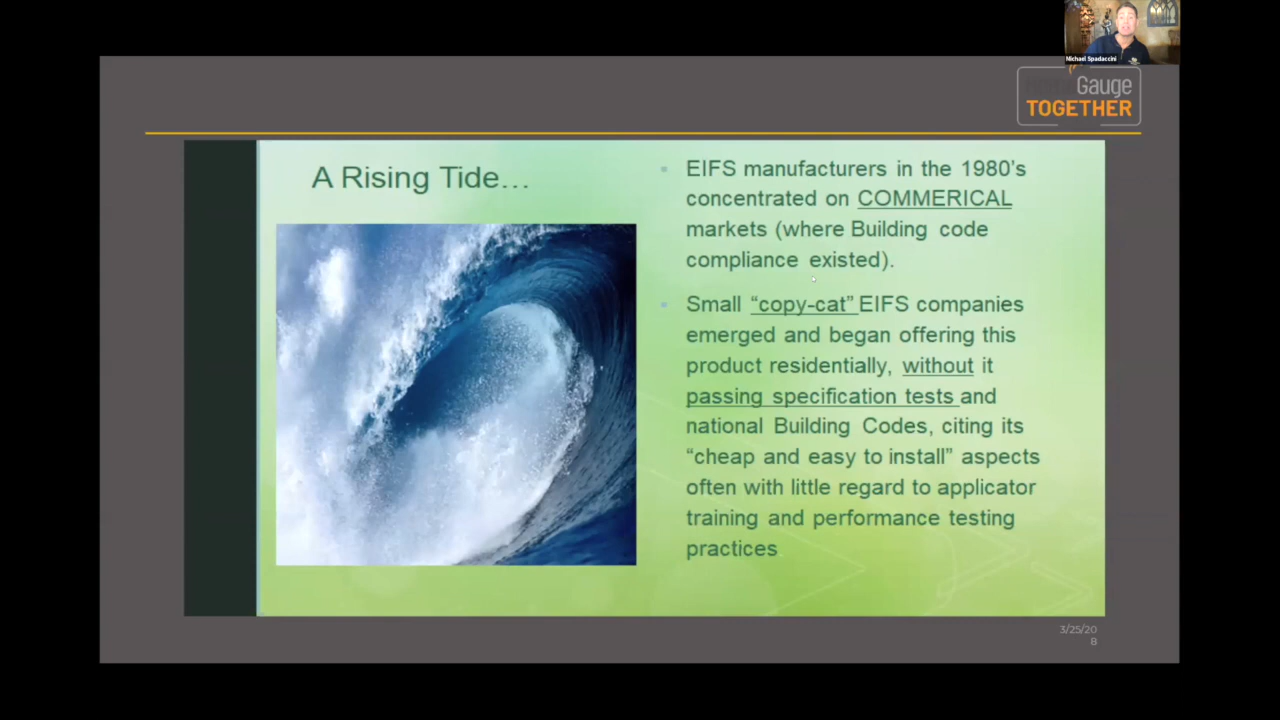 Michael Spadaccini
Gauge
TOGETHER
A Rising Tide…
EIFS manufacturers in the 1980’s
concentrated on COMMERICAL
markets (where Building code
compliance existed).
Small “copy-cat” EIFS companies
emerged and began offering this
product residentially, without it
passing specification tests and
national Building Codes, citing its
“cheap and easy to install” aspects
often with little regard to applicator
training and performance testing
practices
3/25/20
8